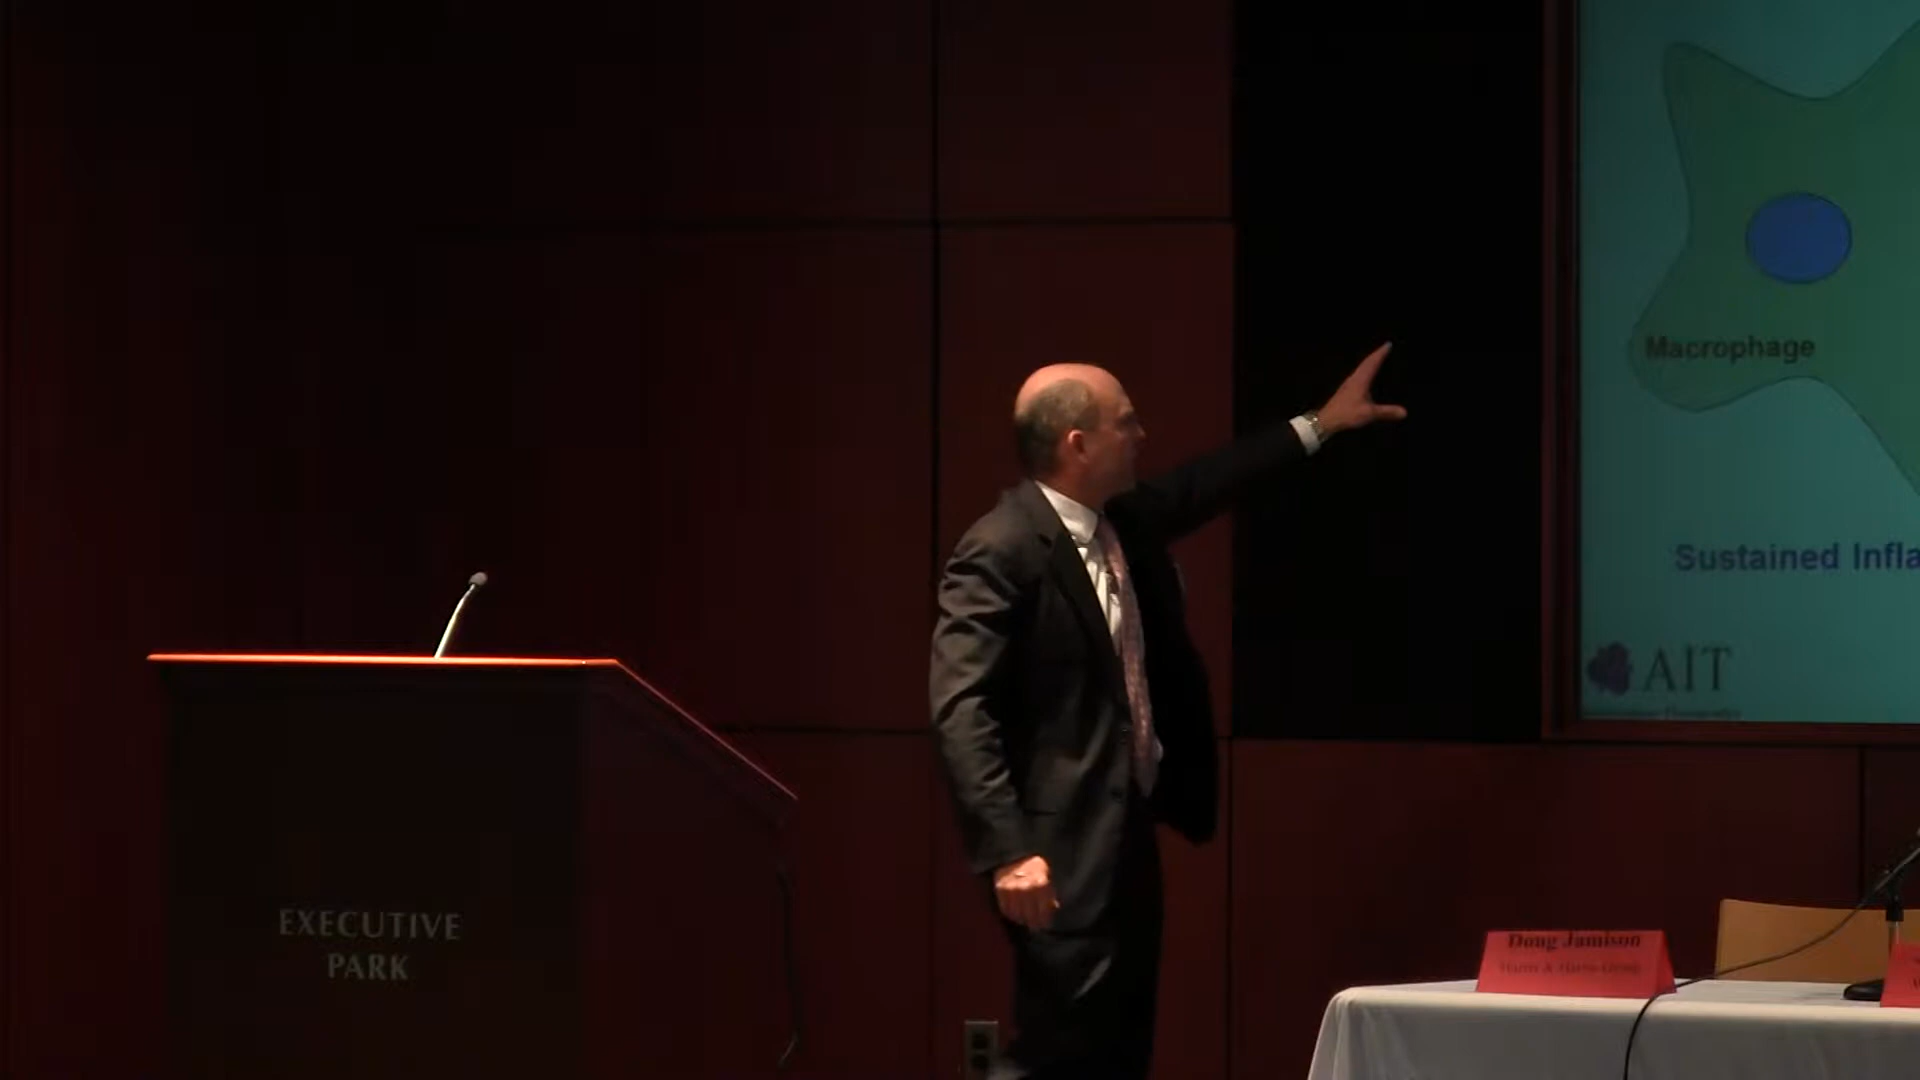 Macrophage
Sustained Infla
AIT
EXECUTIVE
PARK
Doug Jamison